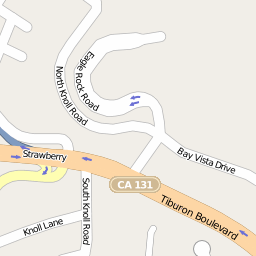 Eagle Rock Road
North Knoll Road
Strawberry
Bay Vista Drive
CA 131
South Knoll Road
Tiburon Boulevard
Knoll Lane